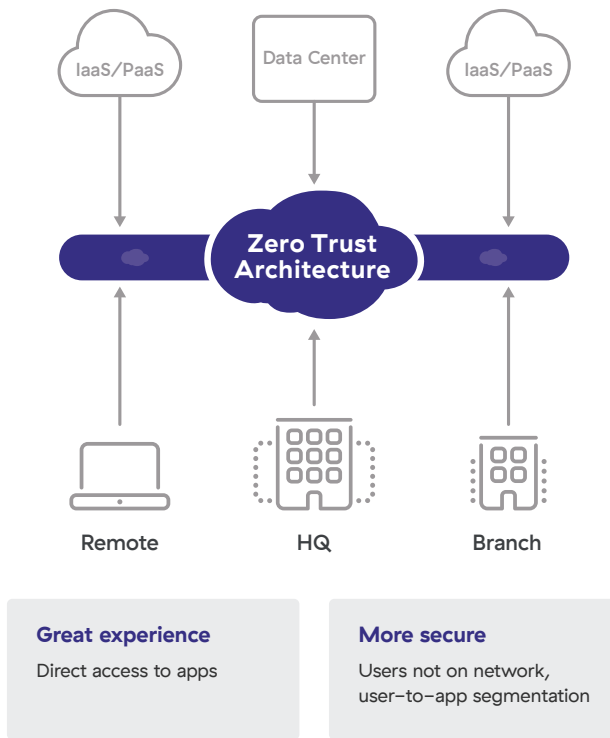 IaaS/PaaS
Data Center
IaaS/PaaS
Zero Trust
Architecture
Remote
HQ
Branch
Great experience
Direct access to apps
More secure
Users not on network,
user-to-app segmentation